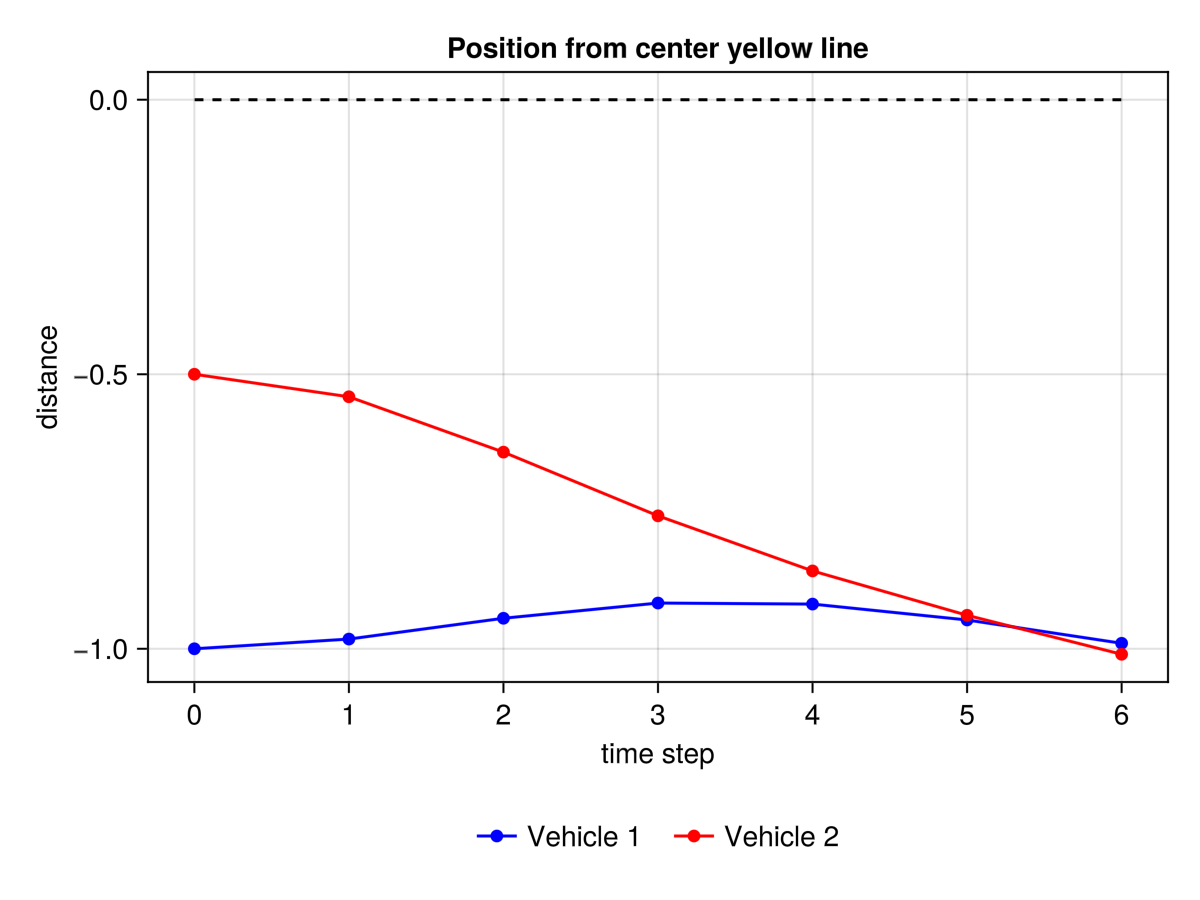 Position from center yellow line
0.0
−0.5
−1.0
distance
0 1 2 3 4 5 6
time step
Vehicle 1 Vehicle 2